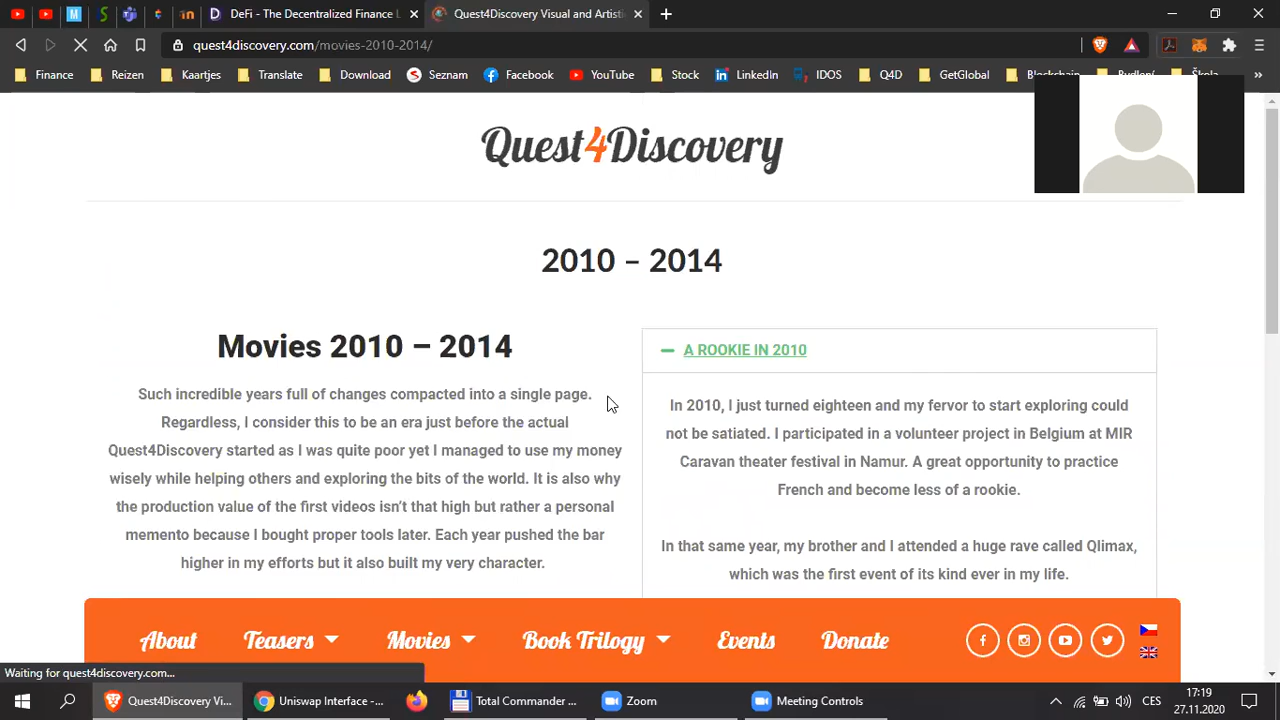 DeFi - The Decentralized Finance L
Quest4Discovery Visual and Artisti
quest4discovery.com/movies-2010-2014/
Finance Reizen Kaartjes Translate Download Seznam Facebook YouTube Stock LinkedIn IDOS Q4D GetGlobal Blockchain Bydlení Škola »
Quest4Discovery
2010 – 2014
Movies 2010 – 2014
Such incredible years full of changes compacted into a single page.
Regardless, I consider this to be an era just before the actual
Quest4Discovery started as I was quite poor yet I managed to use my money
wisely while helping others and exploring the bits of the world. It is also why
the production value of the first videos isn't that high but rather a personal
memento because I bought proper tools later. Each year pushed the bar
higher in my efforts but it also built my very character.
A ROOKIE IN 2010
In 2010, I just turned eighteen and my fervor to start exploring could
not be satiated. I participated in a volunteer project in Belgium at MIR
Caravan theater festival in Namur. A great opportunity to practice
French and become less of a rookie.
In that same year, my brother and I attended a huge rave called Qlimax,
which was the first event of its kind ever in my life.
About Teasers Movies Book Trilogy Events Donate
Waiting for quest4discovery.com...
Quest4Discovery Vi... Uniswap Interface -... Total Commander ... Zoom Meeting Controls
CES
17:19
27.11.2020